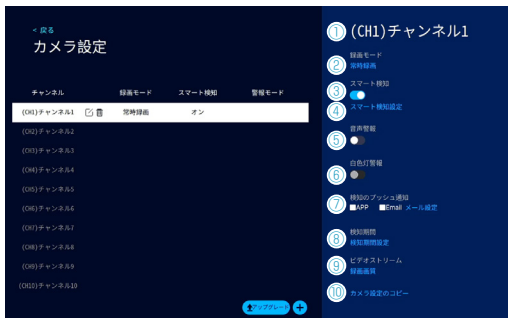 < 戻る
カメラ設定
チャンネル 録画モード スマート検知 警報モード
(CH1)チャンネル1 常時録画 オン
(CH2)チャンネル2
(CH3)チャンネル3
(CH4)チャンネル4
(CH5)チャンネル5
(CH6)チャンネル6
(CH7)チャンネル7
(CH8)チャンネル8
(CH9)チャンネル9
(CH10)チャンネル10
アップグレード +
① (CH1)チャンネル1
録画モード
② 常時録画
スマート検知
③
④ スマート検知設定
音声警報
⑤
白色灯警報
⑥
検知のプッシュ通知
⑦ APP Email メール設定
検知期間
⑧ 検知期間設定
ビデオストリーム
⑨ 録画画質
⑩ カメラ設定のコピー